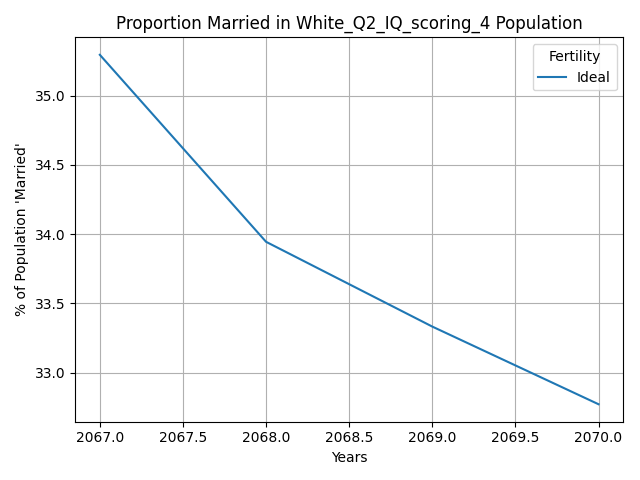 Proportion Married in White_Q2_IQ_scoring_4 Population
Fertility
Ideal
% of Population 'Married'
35.0
34.5
34.0
33.5
33.0
2067.0 2067.5 2068.0 2068.5 2069.0 2069.5 2070.0
Years